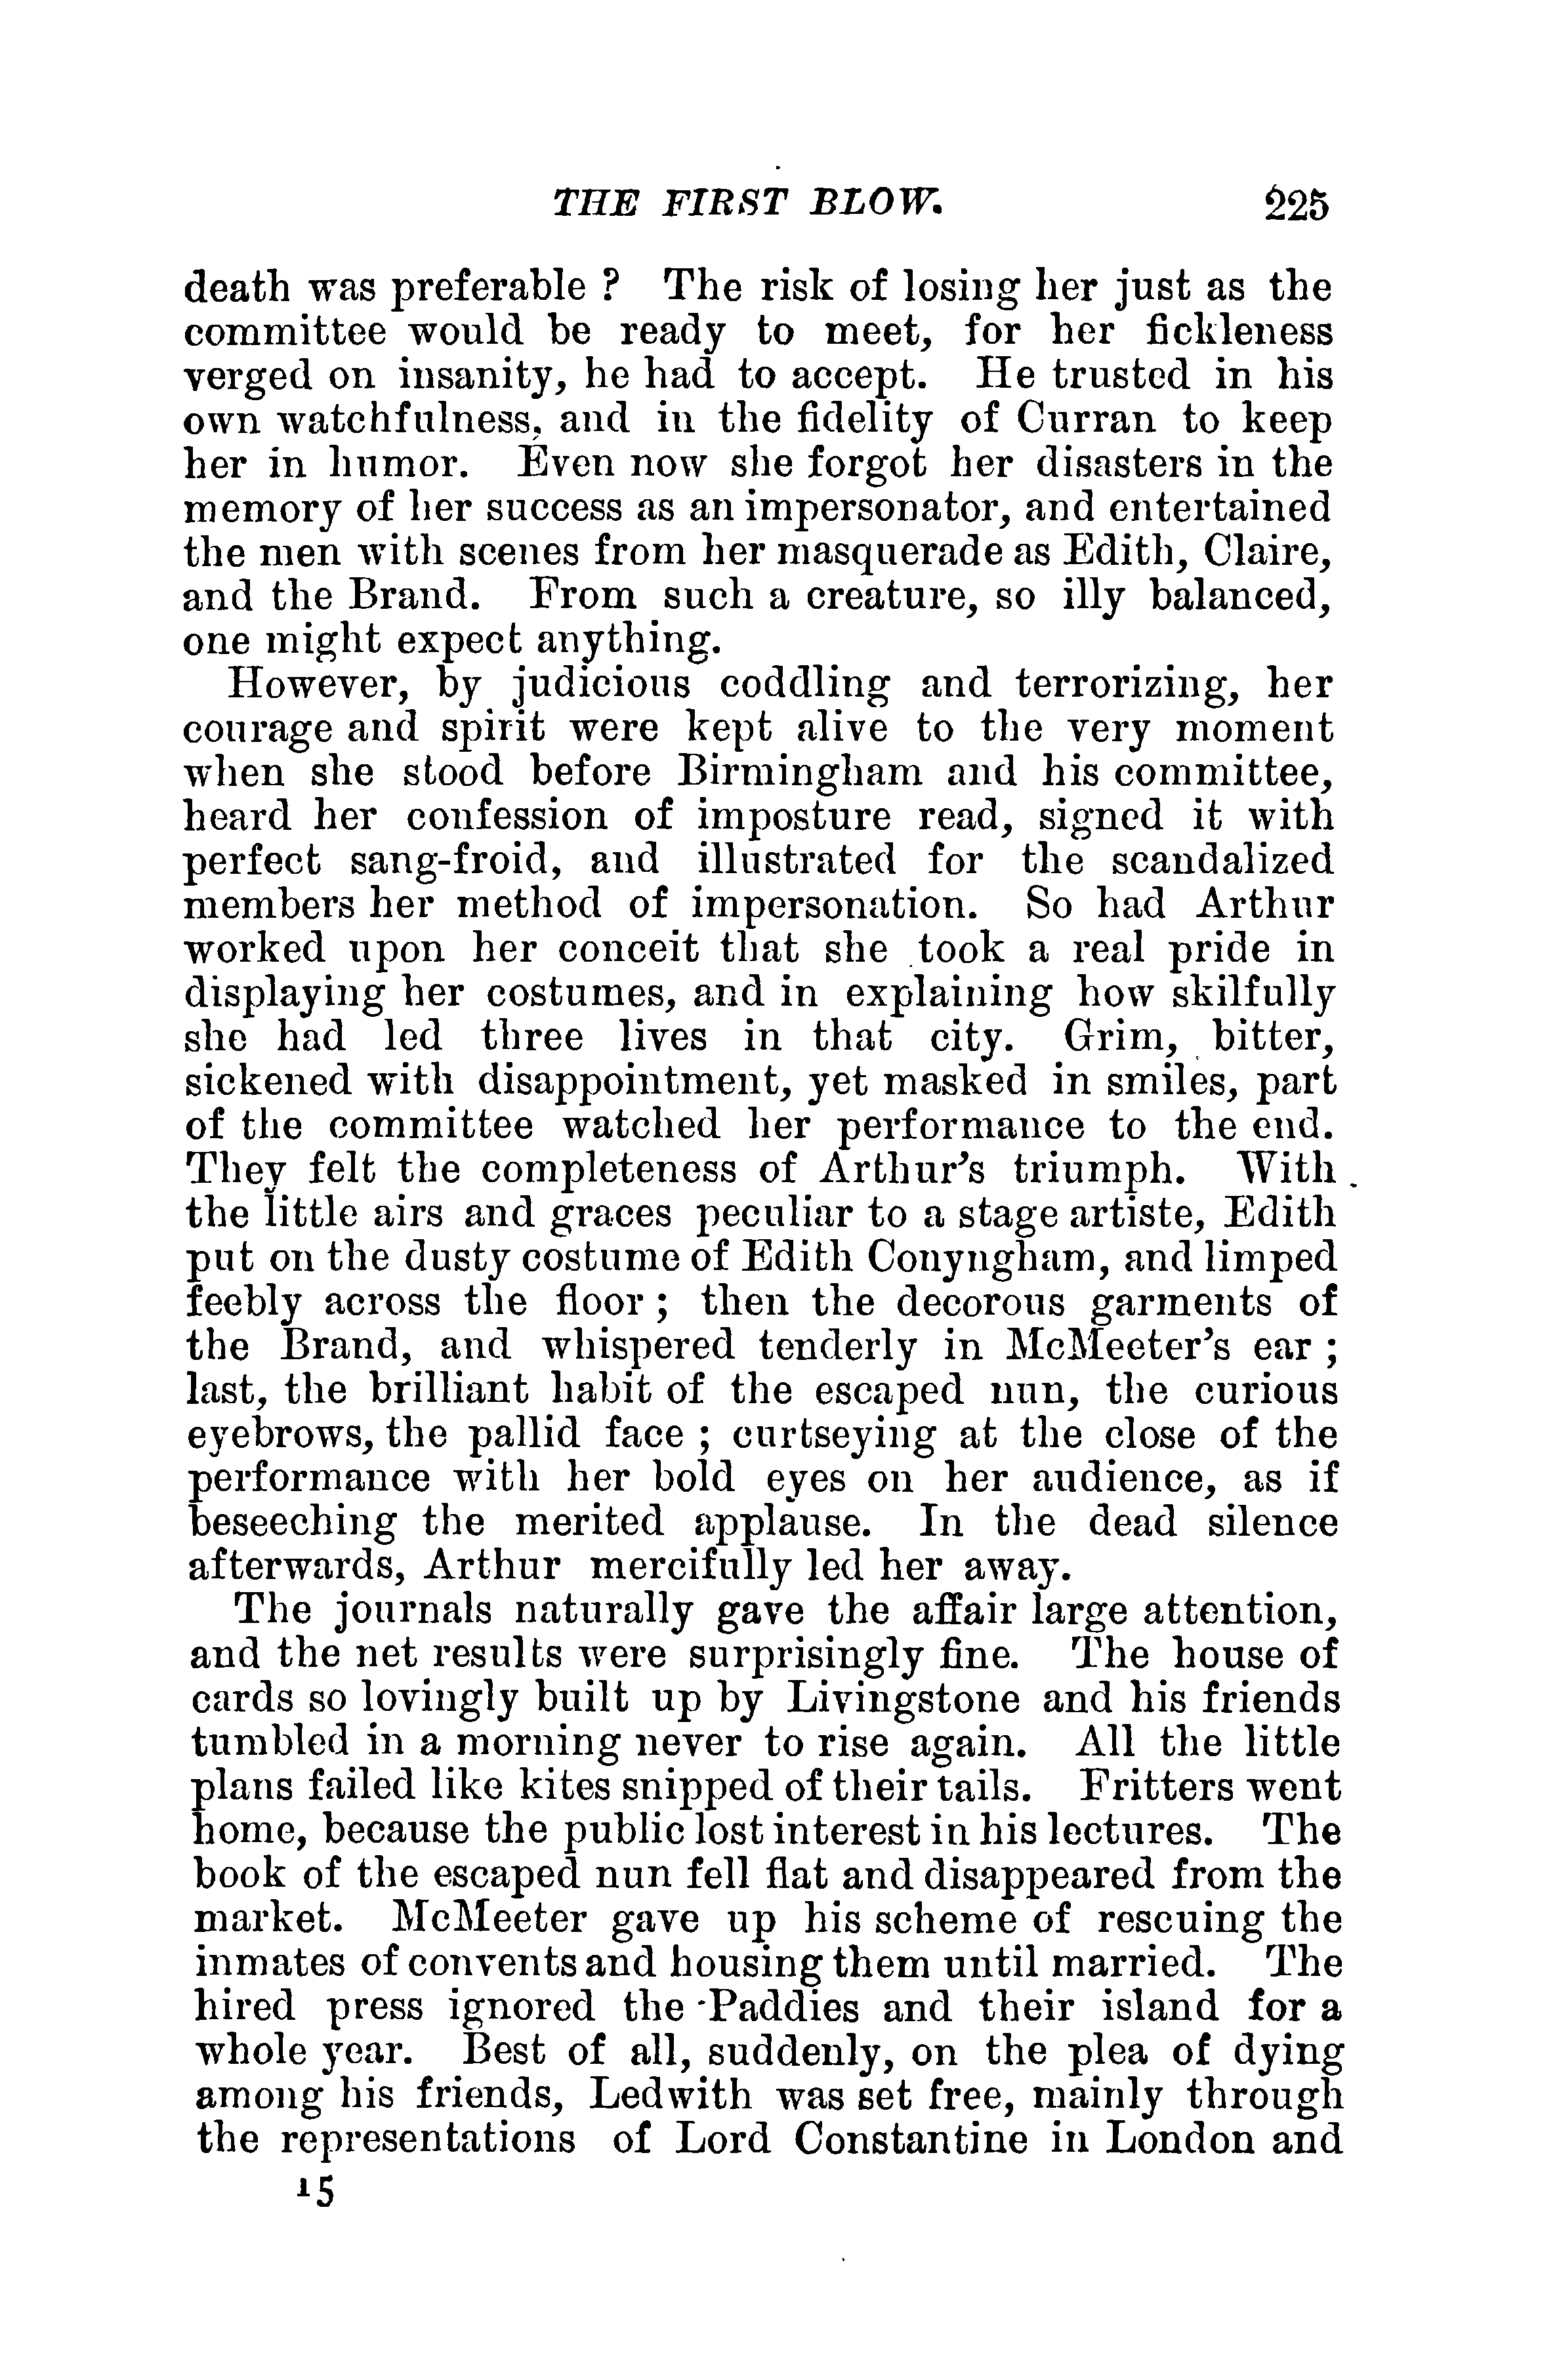 THE FIRST BLOW. 225
death was preferable ? The risk of losing her just as the
committee would be ready to meet, for her fickleness
verged on insanity, he had to accept. He trusted in his
own watchfulness, and in the fidelity of Curran to keep
her in humor. Even now she forgot her disasters in the
memory of her success as an impersonator, and entertained
the men with scenes from her masquerade as Edith, Claire,
and the Brand. From such a creature, so illy balanced,
one might expect anything.
However, by judicious coddling and terrorizing, her
courage and spirit were kept alive to the very moment
when she stood before Birmingham and his committee,
heard her confession of imposture read, signed it with
perfect sang-froid, and illustrated for the scandalized
members her method of impersonation. So had Arthur
worked upon her conceit that she took a real pride in
displaying her costumes, and in explaining how skilfully
she had led three lives in that city. Grim, bitter,
sickened with disappointment, yet masked in smiles, part
of the committee watched her performance to the end.
They felt the completeness of Arthur's triumph. With
the little airs and graces peculiar to a stage artiste, Edith
put on the dusty costume of Edith Conyngham, and limped
feebly across the floor ; then the decorous garments of
the Brand, and whispered tenderly in McMeeter's ear ;
last, the brilliant habit of the escaped nun, the curious
eyebrows, the pallid face ; curtseying at the close of the
performance with her bold eyes on her audience, as if
beseeching the merited applause. In the dead silence
afterwards, Arthur mercifully led her away.
The journals naturally gave the affair large attention,
and the net results were surprisingly fine. The house of
cards so lovingly built up by Livingstone and his friends
tumbled in a morning never to rise again. All the little
plans failed like kites snipped of their tails. Fritters went
home, because the public lost interest in his lectures. The
book of the escaped nun fell flat and disappeared from the
market. McMeeter gave up his scheme of rescuing the
inmates of convents and housing them until married. The
hired press ignored the Paddies and their island for a
whole year. Best of all, suddenly, on the plea of dying
among his friends, Ledwith was set free, mainly through
the representations of Lord Constantine in London and
15